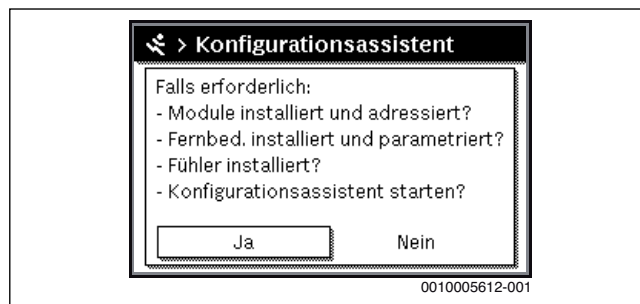 > Konfigurationsassistent
Falls erforderlich:
- Module installiert und adressiert?
- Fernbed. installiert und parametriert?
- Fühler installiert?
- Konfigurationsassistent starten?
Ja Nein
0010005612-001